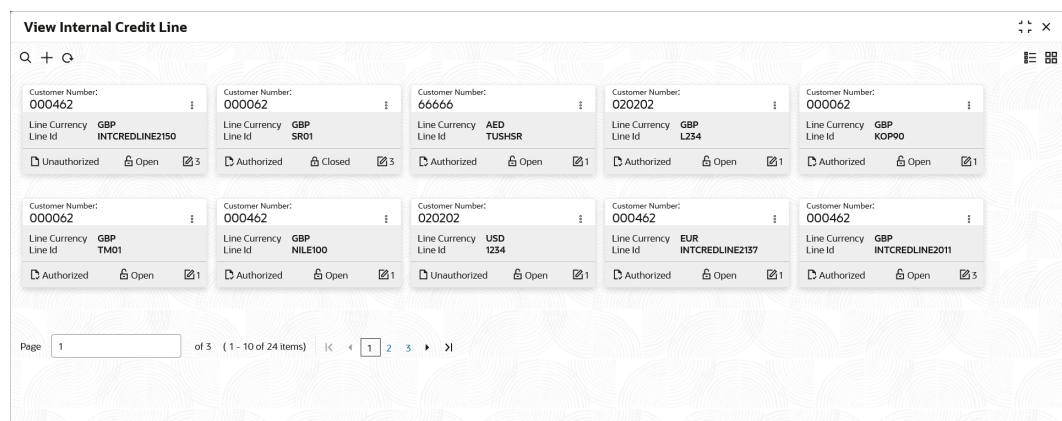 View Internal Credit Line
Customer Number:
000462
Line Currency GBP
Line Id INTCREDLINE2150
Unauthorized Open 3
Customer Number:
000062
Line Currency GBP
Line Id SR01
Authorized Closed 3
Customer Number:
66666
Line Currency AED
Line Id TUSHSR
Authorized Open 1
Customer Number:
020202
Line Currency GBP
Line Id L234
Authorized Open 1
Customer Number:
000062
Line Currency GBP
Line Id KOP90
Authorized Open 1
Customer Number:
000062
Line Currency GBP
Line Id TM01
Authorized Open 1
Customer Number:
000462
Line Currency GBP
Line Id NILE100
Authorized Open 1
Customer Number:
020202
Line Currency USD
Line Id 1234
Unauthorized Open 1
Customer Number:
000462
Line Currency EUR
Line Id INTCREDLINE2137
Authorized Open 1
Customer Number:
000462
Line Currency GBP
Line Id INTCREDLINE2011
Authorized Open 3
Page 1 of 3 ( 1 - 10 of 24 items) 1 2 3